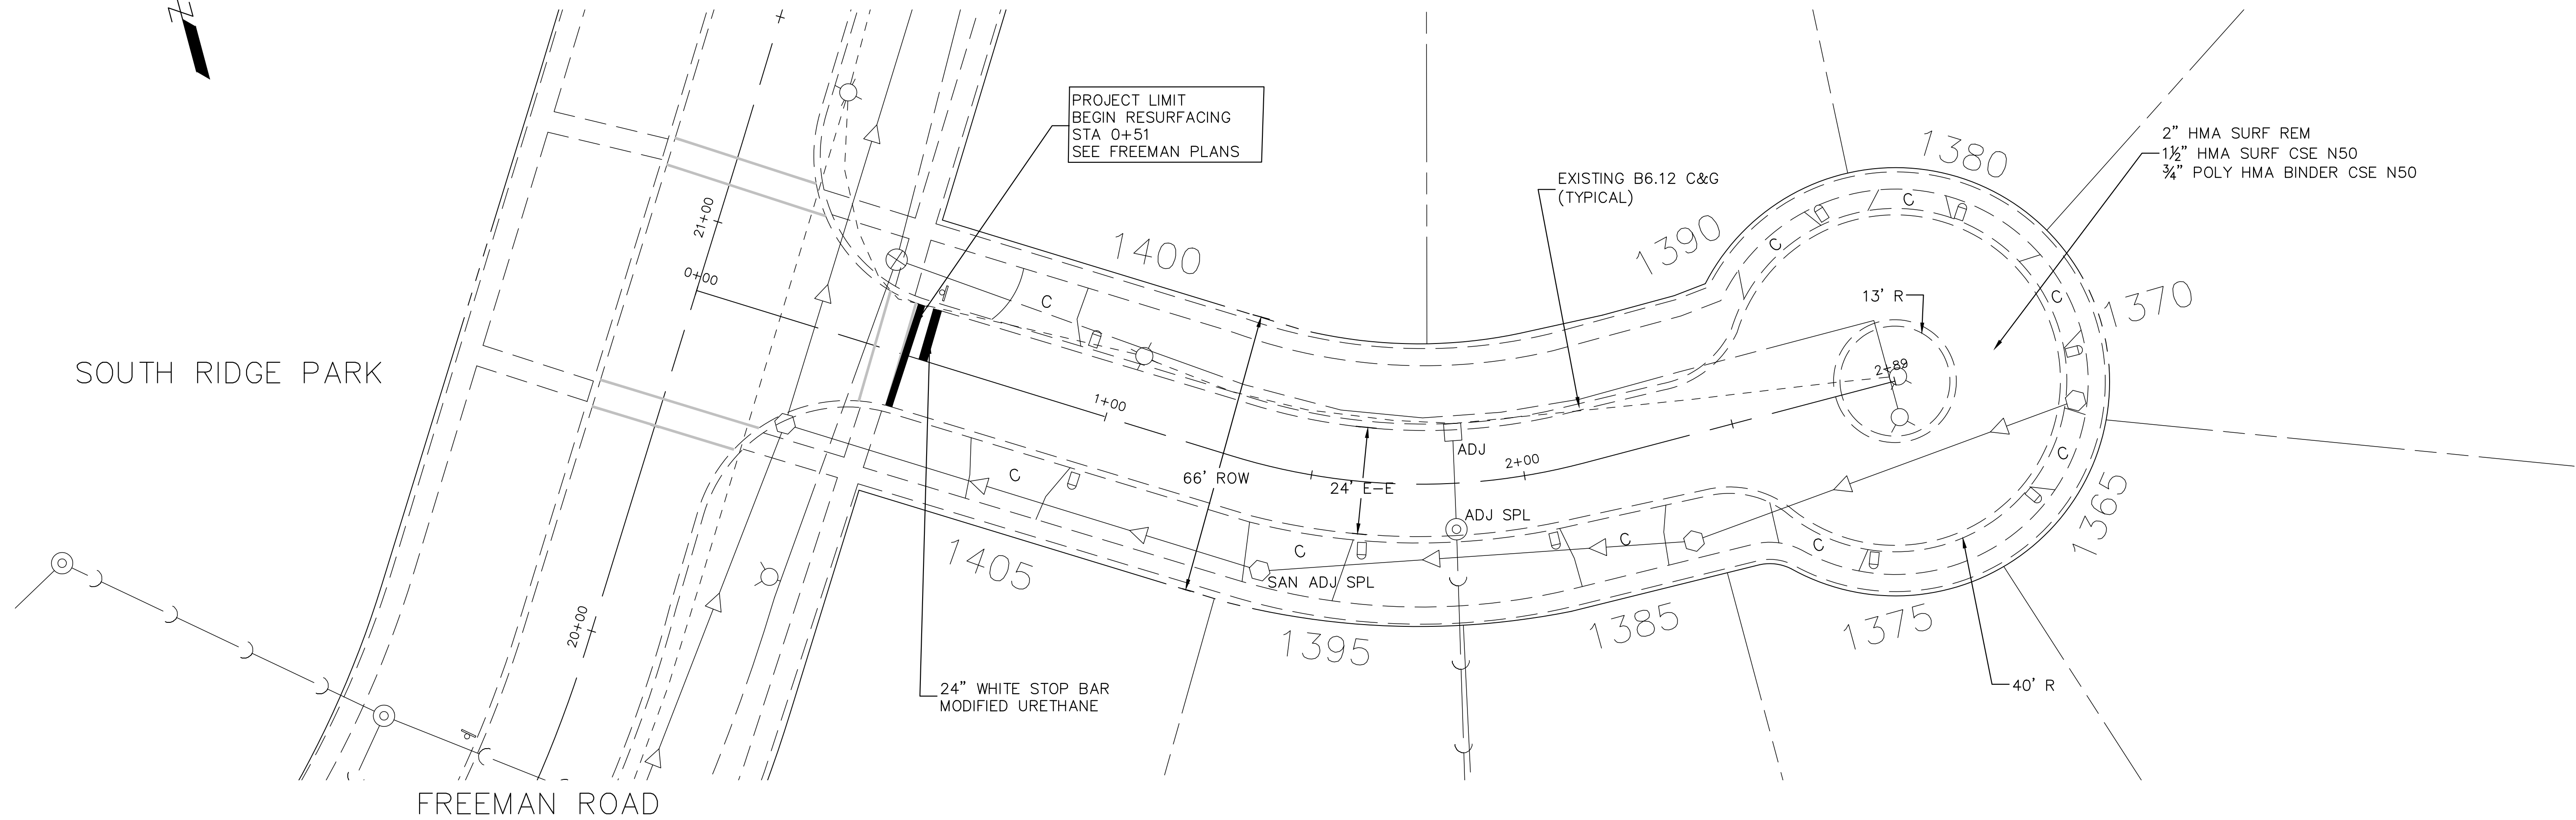 Z
PROJECT LIMIT
BEGIN RESURFACING
STA 0+51
SEE FREEMAN PLANS
2" HMA SURF REM
1½" HMA SURF CSE N50
¾" POLY HMA BINDER CSE N50
EXISTING B6.12 C&G
(TYPICAL)
1380
1390
1400
1370
13' R
21+00
0+00
C
C
C
C
SOUTH RIDGE PARK
2+89
1+00
ADJ
2+00
66' ROW
24' E-E
ADJ SPL
C
C
C
C
C
SAN ADJ SPL
1405
1365
1395
1385
1375
20+00
24" WHITE STOP BAR
MODIFIED URETHANE
40' R
FREEMAN ROAD